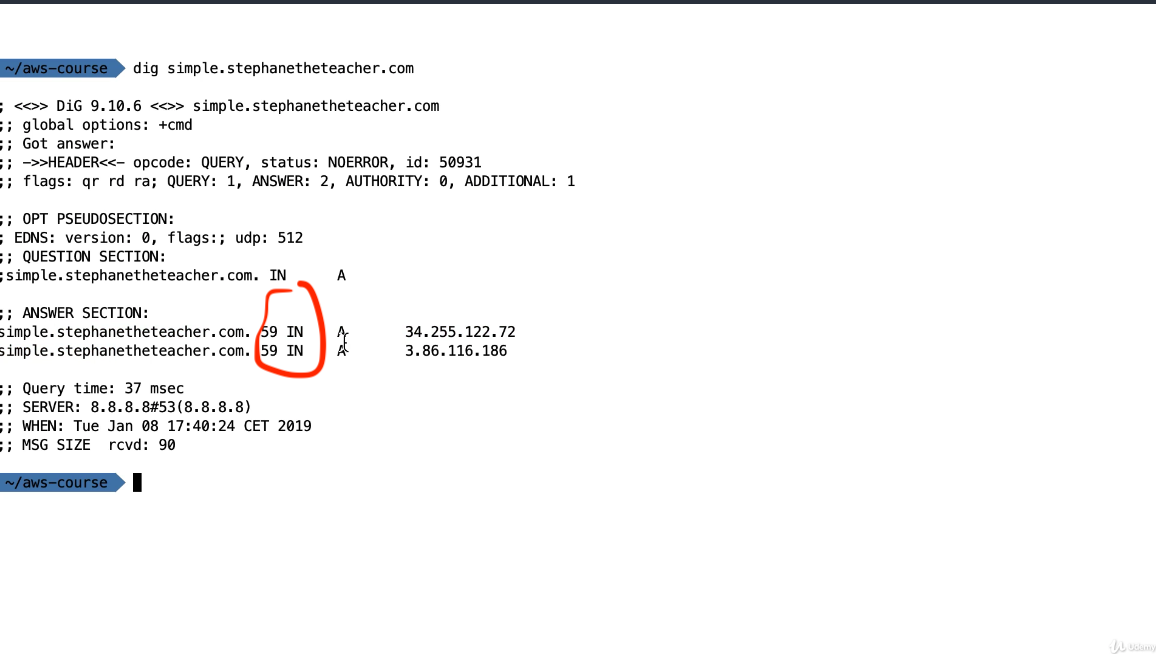 ~/aws-course dig simple.stephanetheteacher.com
; <<>> DiG 9.10.6 <<>> simple.stephanetheteacher.com
;; global options: +cmd
;; Got answer:
;; ->>HEADER<<- opcode: QUERY, status: NOERROR, id: 50931
;; flags: qr rd ra; QUERY: 1, ANSWER: 2, AUTHORITY: 0, ADDITIONAL: 1
;; OPT PSEUDOSECTION:
; EDNS: version: 0, flags:; udp: 512
;; QUESTION SECTION:
;simple.stephanetheteacher.com. IN A
;; ANSWER SECTION:
simple.stephanetheteacher.com. 59 IN A 34.255.122.72
simple.stephanetheteacher.com. 59 IN A 3.86.116.186
;; Query time: 37 msec
;; SERVER: 8.8.8.8#53(8.8.8.8)
;; WHEN: Tue Jan 08 17:40:24 CET 2019
;; MSG SIZE rcvd: 90
~/aws-course
Udemy